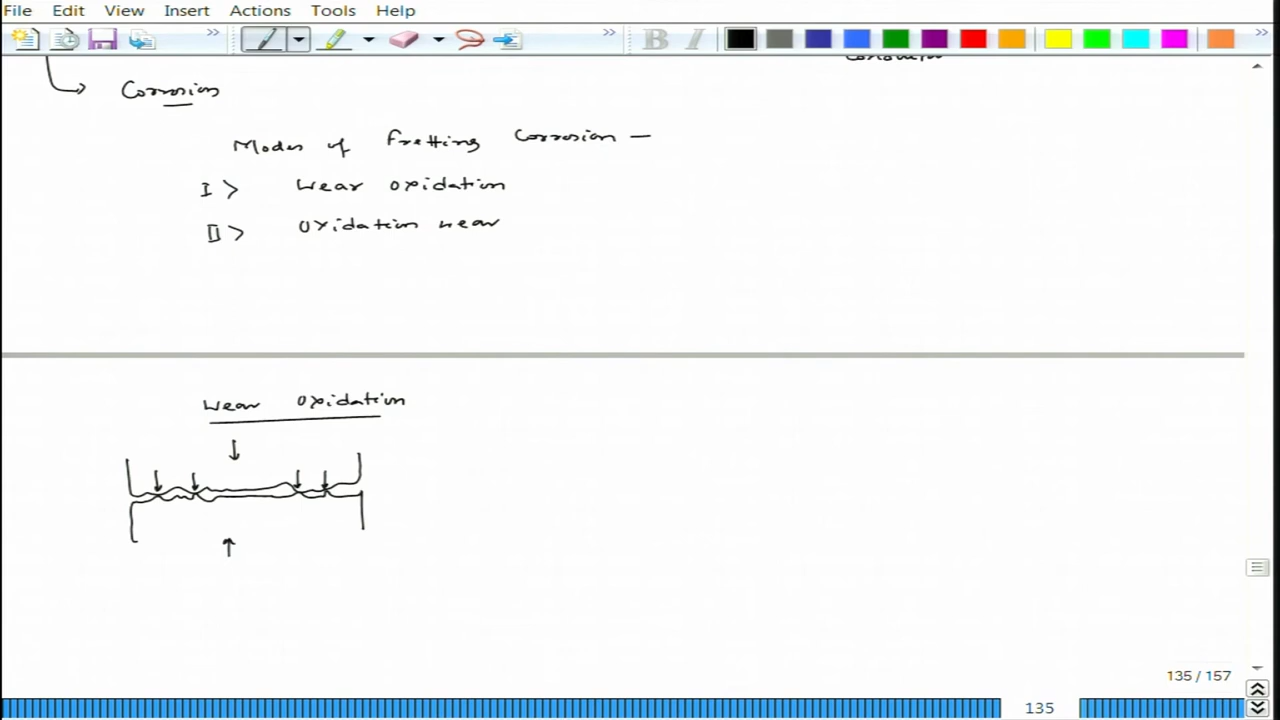 File Edit View Insert Actions Tools Help
B I
Corrosion
Modes of Fretting Corrosion —
I > Wear oxidation
II > Oxidation wear
Wear Oxidation
135 / 157
135